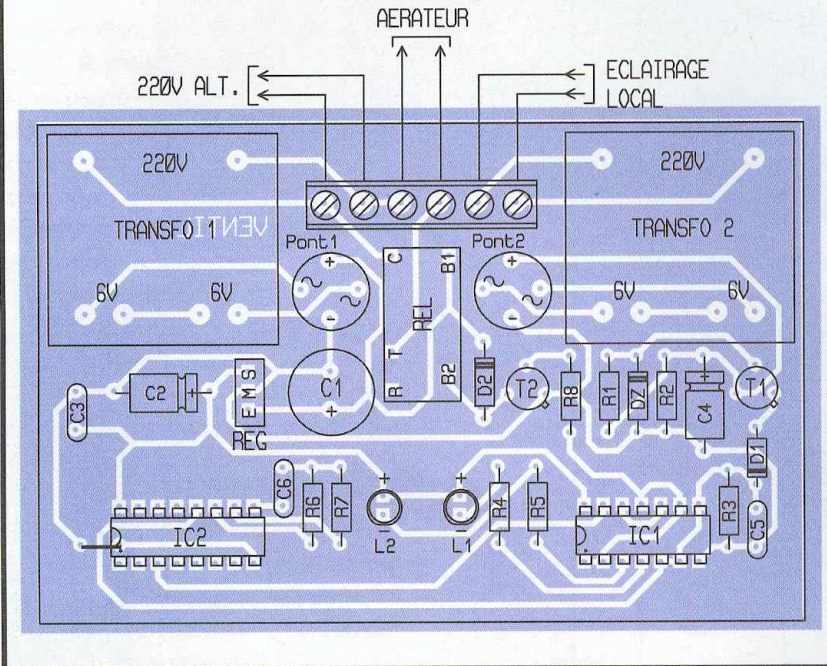 AERATEUR
220V ALT.
ECLAIRAGE
LOCAL
220V
220V
TRANSFO 1
VENTI
TRANSFO 2
Pont1
Pont2
+
+
C
B1
6V
6V
REL
6V
6V
-
-
T
R
B2
C3
C2
+
E M S
REG
C1
+
D2
T2
R8
R1
DZ
R2
+
C4
T1
D1
C6
R6
R7
+
+
R4
R5
R3
C5
IC2
-
L2
-
L1
IC1